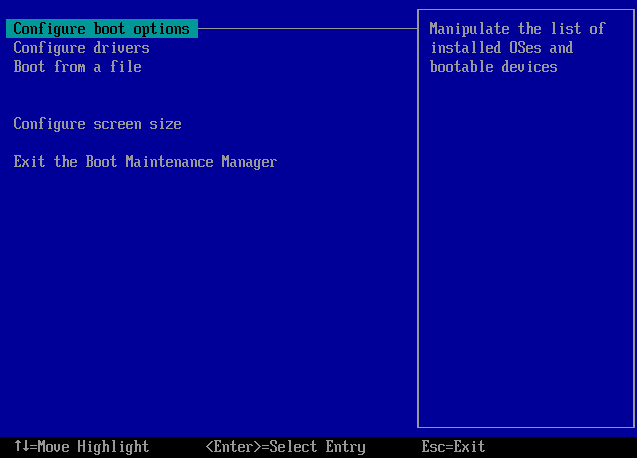 Configure boot options
Configure drivers
Boot from a file
Configure screen size
Exit the Boot Maintenance Manager
Manipulate the list of
installed OSes and
bootable devices
↑↓=Move Highlight <Enter>=Select Entry Esc=Exit